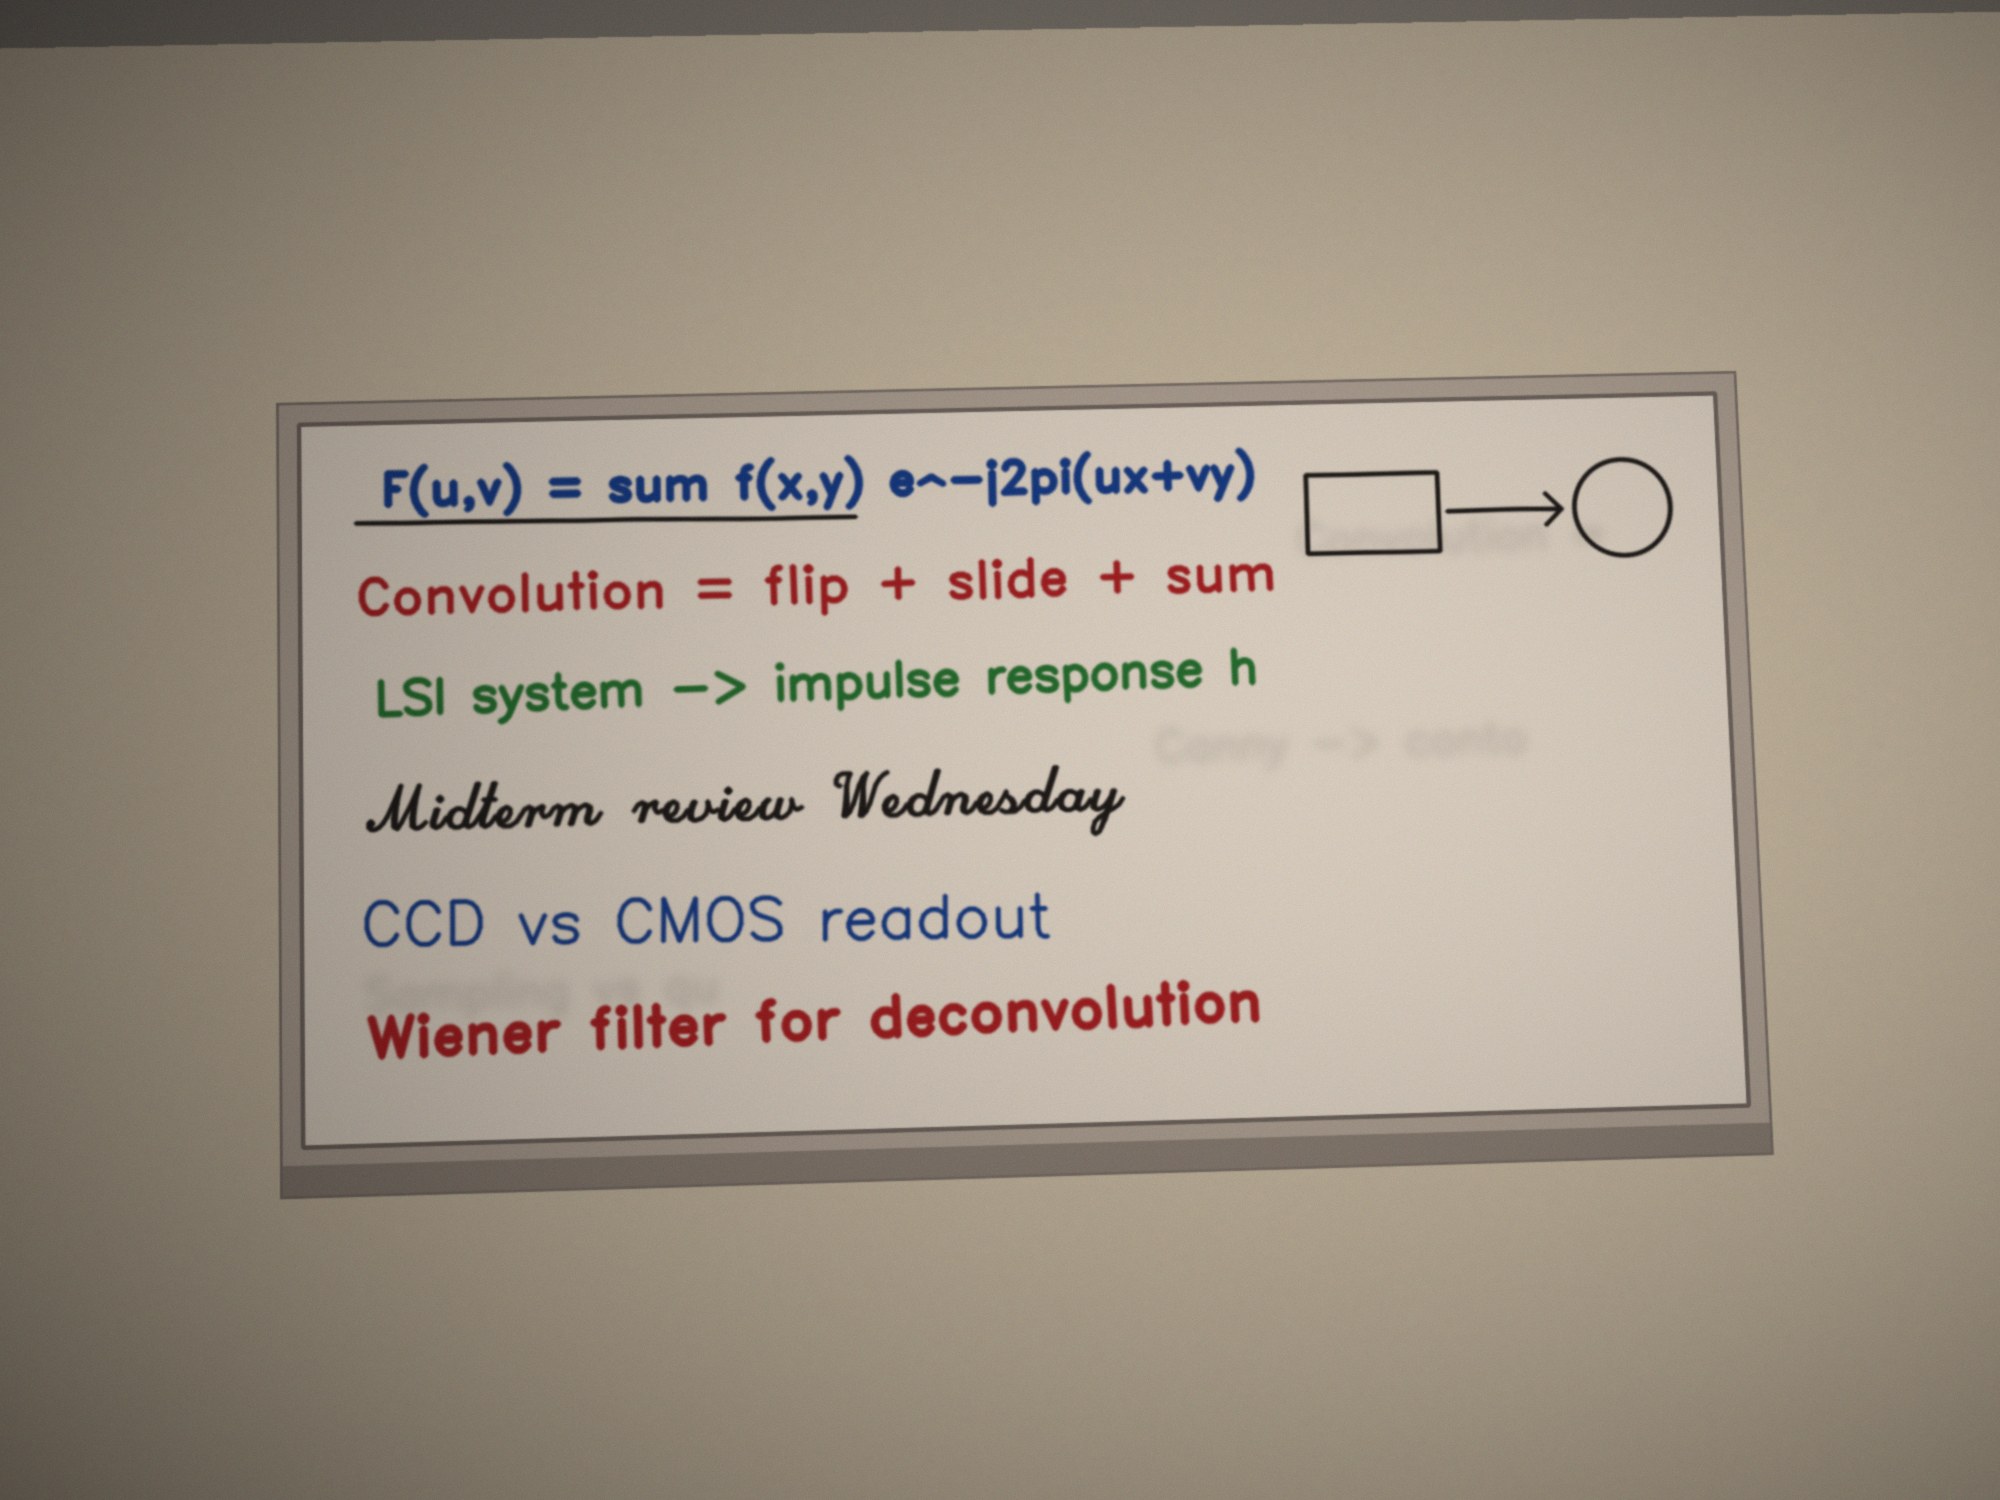 F(u,v) = sum f(x,y) e^-j2pi(ux+vy)
Convolution = flip + slide + sum
LSI system -> impulse response h
Midterm review Wednesday
CCD vs CMOS readout
Wiener filter for deconvolution